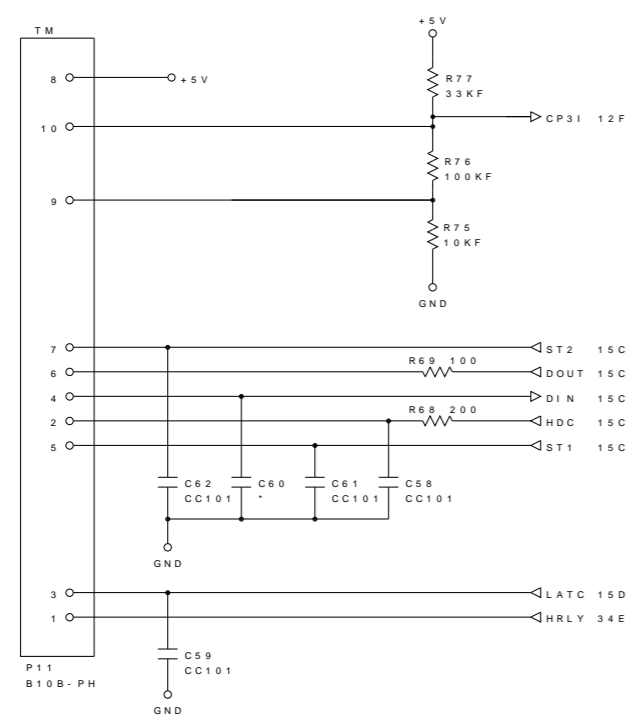 +5V
TM
8
+5V
R77
33KF
10
CP3I 12F
R76
100KF
9
R75
10KF
GND
7
ST2 15C
R69 100
6
DOUT 15C
4
DIN 15C
R68 200
2
HDC 15C
5
ST1 15C
C62
CC101
C60
*
C61
CC101
C58
CC101
GND
3
LATC 15D
1
HRLY 34E
C59
CC101
P11
B10B-PH
GND